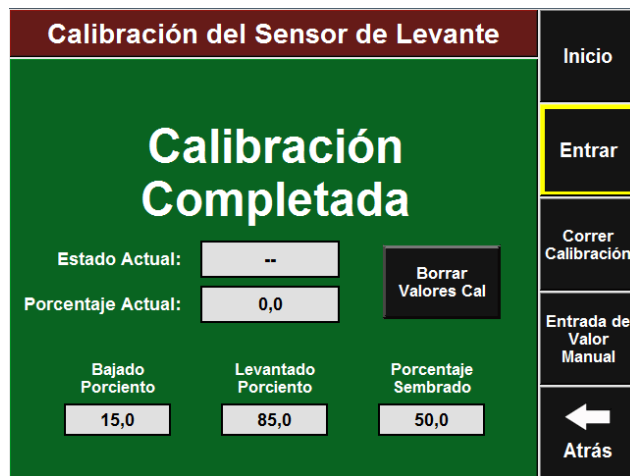 Calibración del Sensor de Levante
Inicio
Calibración
Completada
Entrar
Estado Actual:
--
Borrar
Valores Cal
Correr
Calibración
Porcentaje Actual:
0,0
Entrada de
Valor
Manual
Bajado
Porciento
Levantado
Porciento
Porcentaje
Sembrado
15,0
85,0
50,0
Atrás